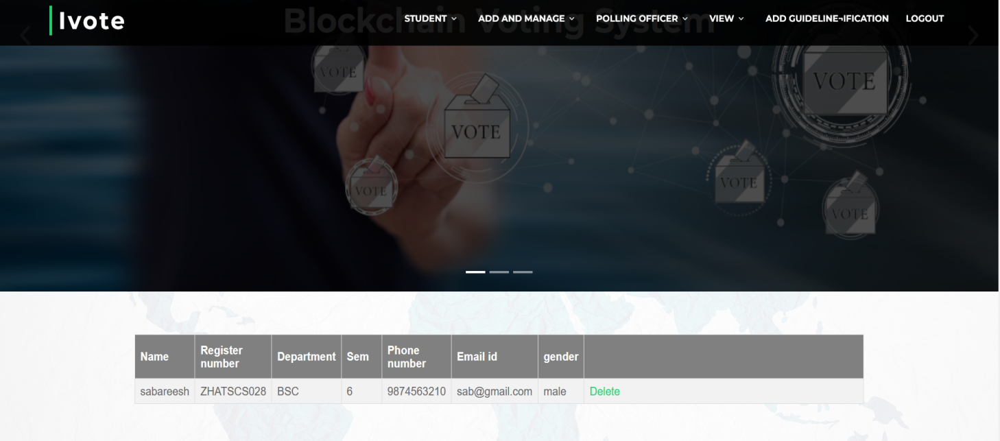 Ivote
Blockchain Voting System
STUDENT ADD AND MANAGE POLLING OFFICER VIEW ADD GUIDELINE¬IFICATION LOGOUT
VOTE
VOTE
VOTE
VOTE
VOTE
VOTE
Name Register number Department Sem Phone number Email id gender
sabareesh ZHATSCS028 BSC 6 9874563210 sab@gmail.com male Delete